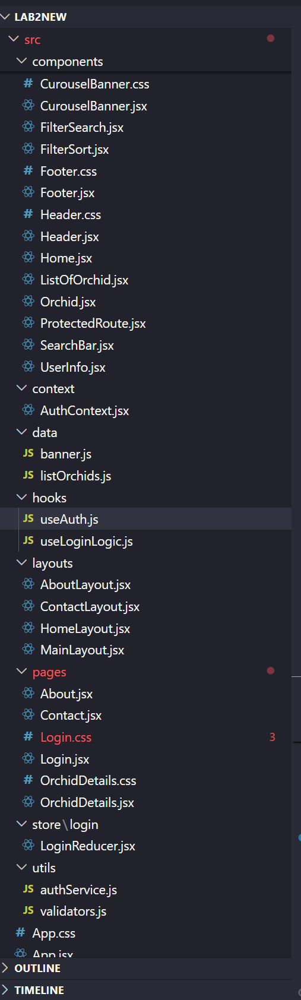 LAB2NEW
src
components
# CurouselBanner.css
CurouselBanner.jsx
FilterSearch.jsx
FilterSort.jsx
# Footer.css
Footer.jsx
# Header.css
Header.jsx
Home.jsx
ListOfOrchid.jsx
Orchid.jsx
ProtectedRoute.jsx
SearchBar.jsx
UserInfo.jsx
context
AuthContext.jsx
data
JS banner.js
JS listOrchids.js
hooks
JS useAuth.js
JS useLoginLogic.js
layouts
AboutLayout.jsx
ContactLayout.jsx
HomeLayout.jsx
MainLayout.jsx
pages
About.jsx
Contact.jsx
# Login.css 3
Login.jsx
# OrchidDetails.css
OrchidDetails.jsx
store\login
LoginReducer.jsx
utils
JS authService.js
JS validators.js
# App.css
App.jsx
OUTLINE
TIMELINE